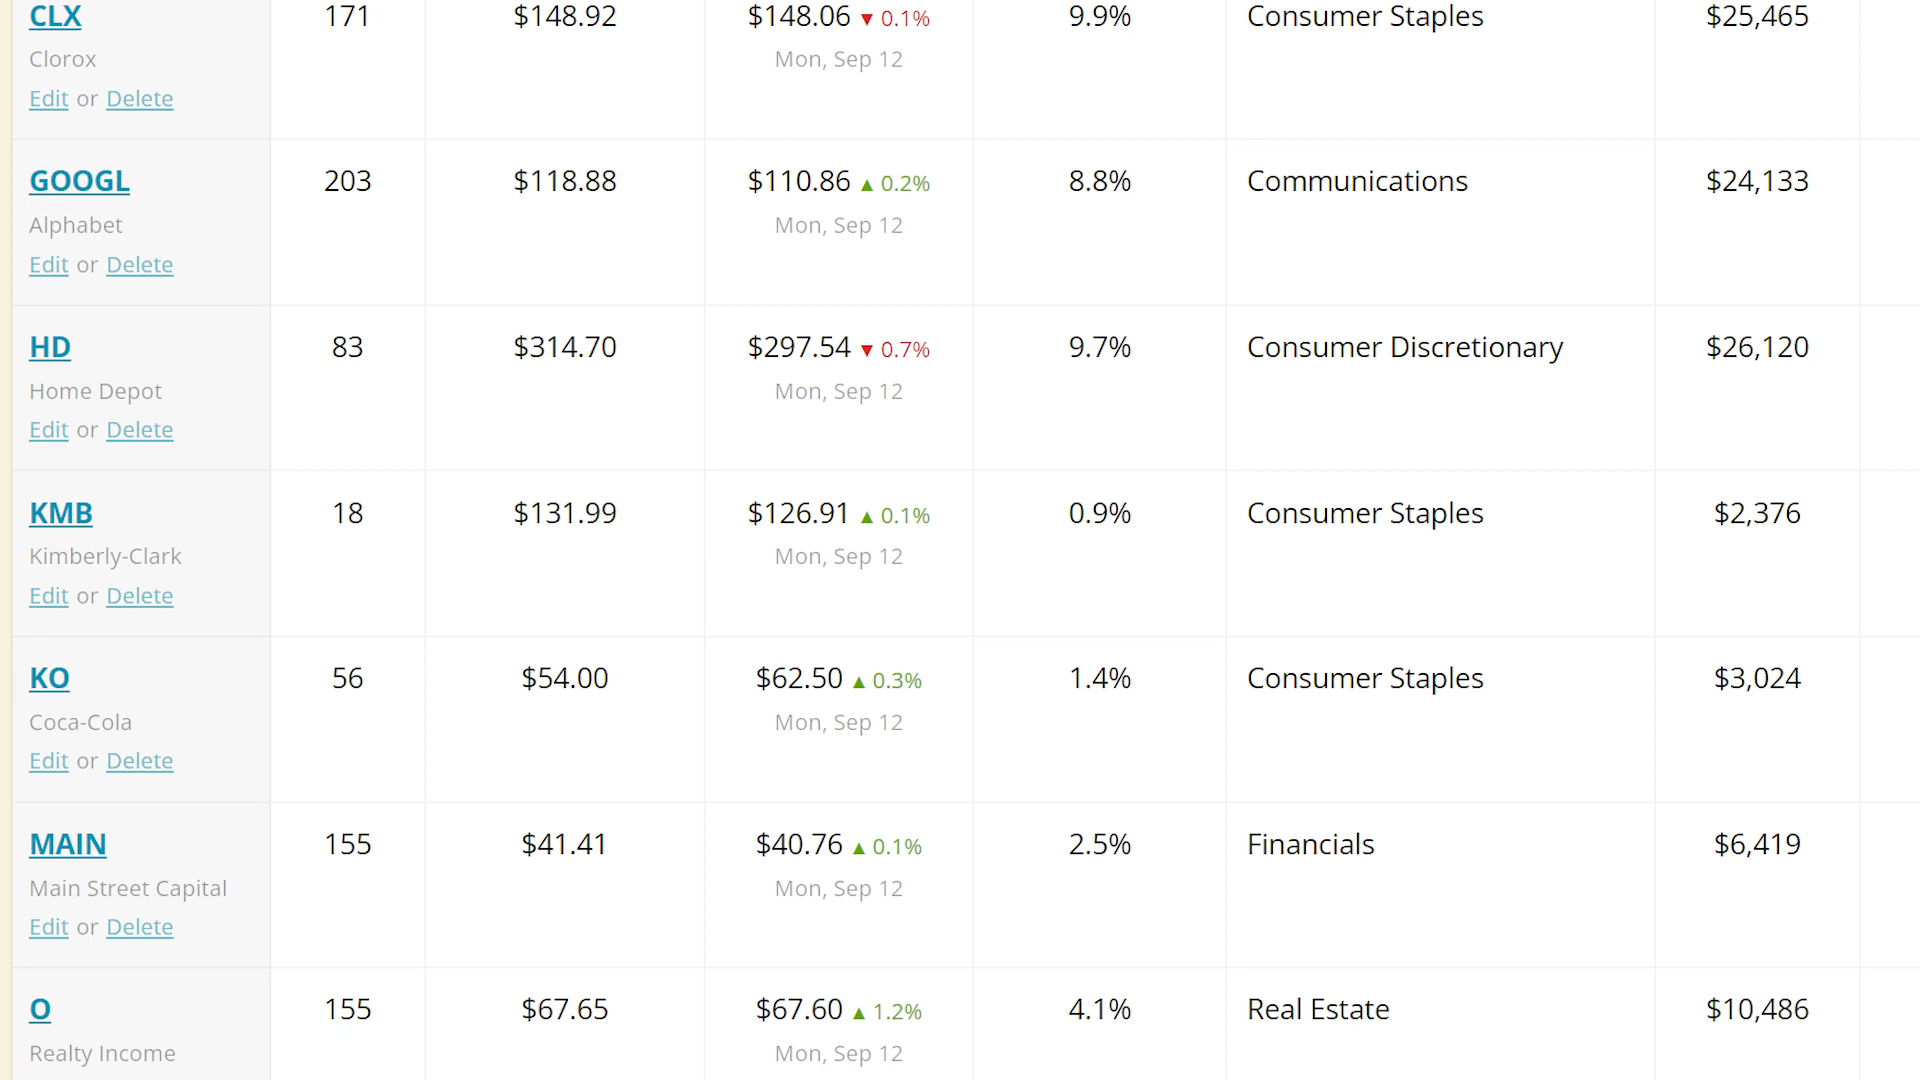 CLX 171 $148.92 $148.06 ▼ 0.1% 9.9% Consumer Staples $25,465
Clorox Mon, Sep 12
Edit or Delete
GOOGL 203 $118.88 $110.86 ▲ 0.2% 8.8% Communications $24,133
Alphabet Mon, Sep 12
Edit or Delete
HD 83 $314.70 $297.54 ▼ 0.7% 9.7% Consumer Discretionary $26,120
Home Depot Mon, Sep 12
Edit or Delete
KMB 18 $131.99 $126.91 ▲ 0.1% 0.9% Consumer Staples $2,376
Kimberly-Clark Mon, Sep 12
Edit or Delete
KO 56 $54.00 $62.50 ▲ 0.3% 1.4% Consumer Staples $3,024
Coca-Cola Mon, Sep 12
Edit or Delete
MAIN 155 $41.41 $40.76 ▲ 0.1% 2.5% Financials $6,419
Main Street Capital Mon, Sep 12
Edit or Delete
O 155 $67.65 $67.60 ▲ 1.2% 4.1% Real Estate $10,486
Realty Income Mon, Sep 12